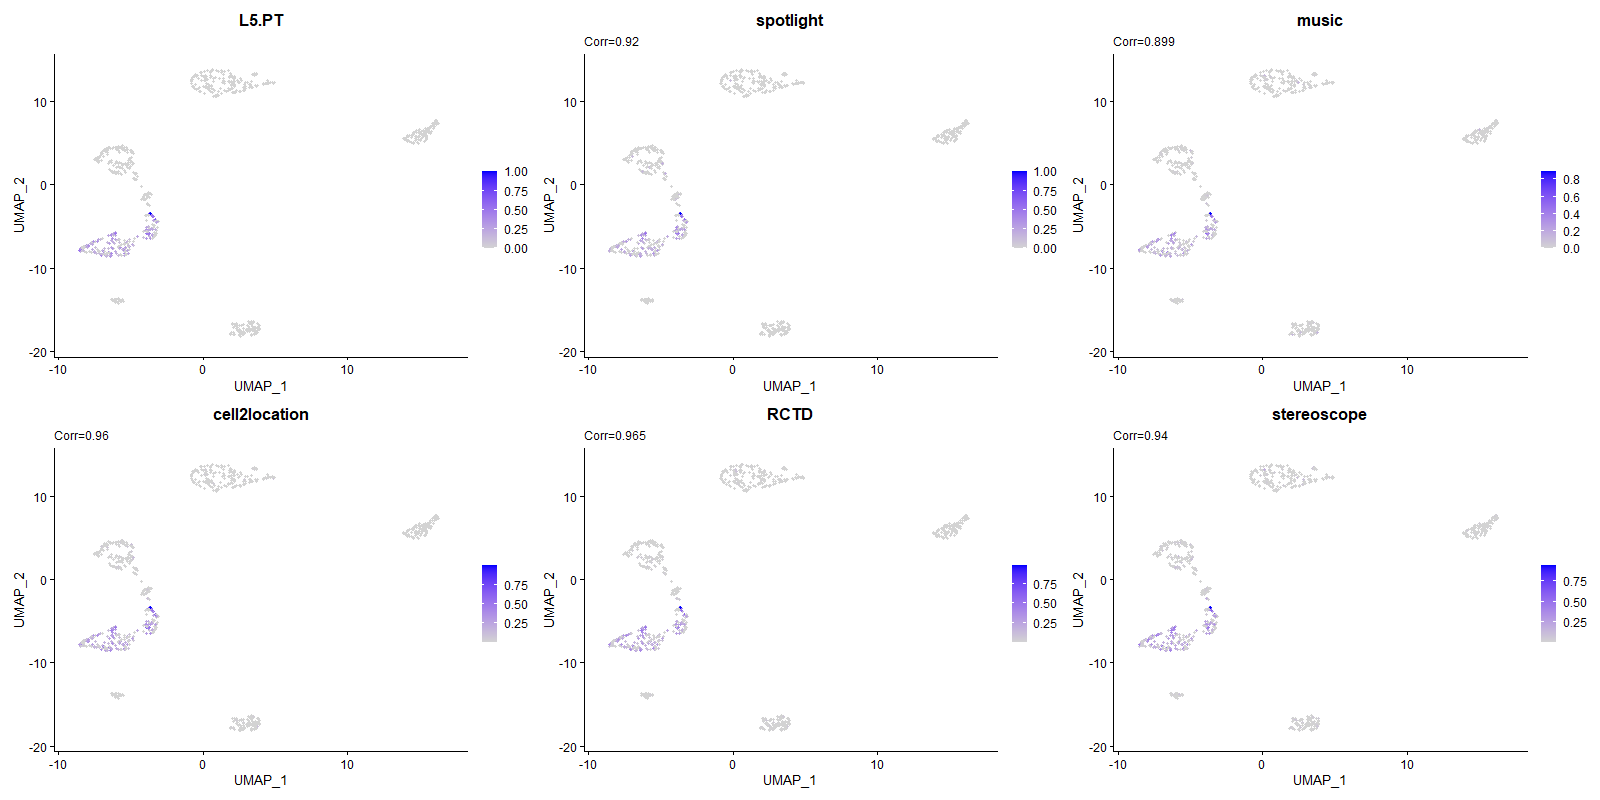 L5.PT
UMAP_2
10
0
-10
-20
-10
0
10
UMAP_1
1.00
0.75
0.50
0.25
0.00
spotlight
Corr=0.92
UMAP_2
10
0
-10
-20
-10
0
10
UMAP_1
1.00
0.75
0.50
0.25
0.00
music
Corr=0.899
UMAP_2
10
0
-10
-20
-10
0
10
UMAP_1
0.8
0.6
0.4
0.2
0.0
cell2location
Corr=0.96
UMAP_2
10
0
-10
-20
-10
0
10
UMAP_1
0.75
0.50
0.25
RCTD
Corr=0.965
UMAP_2
10
0
-10
-20
-10
0
10
UMAP_1
0.75
0.50
0.25
stereoscope
Corr=0.94
UMAP_2
10
0
-10
-20
-10
0
10
UMAP_1
0.75
0.50
0.25